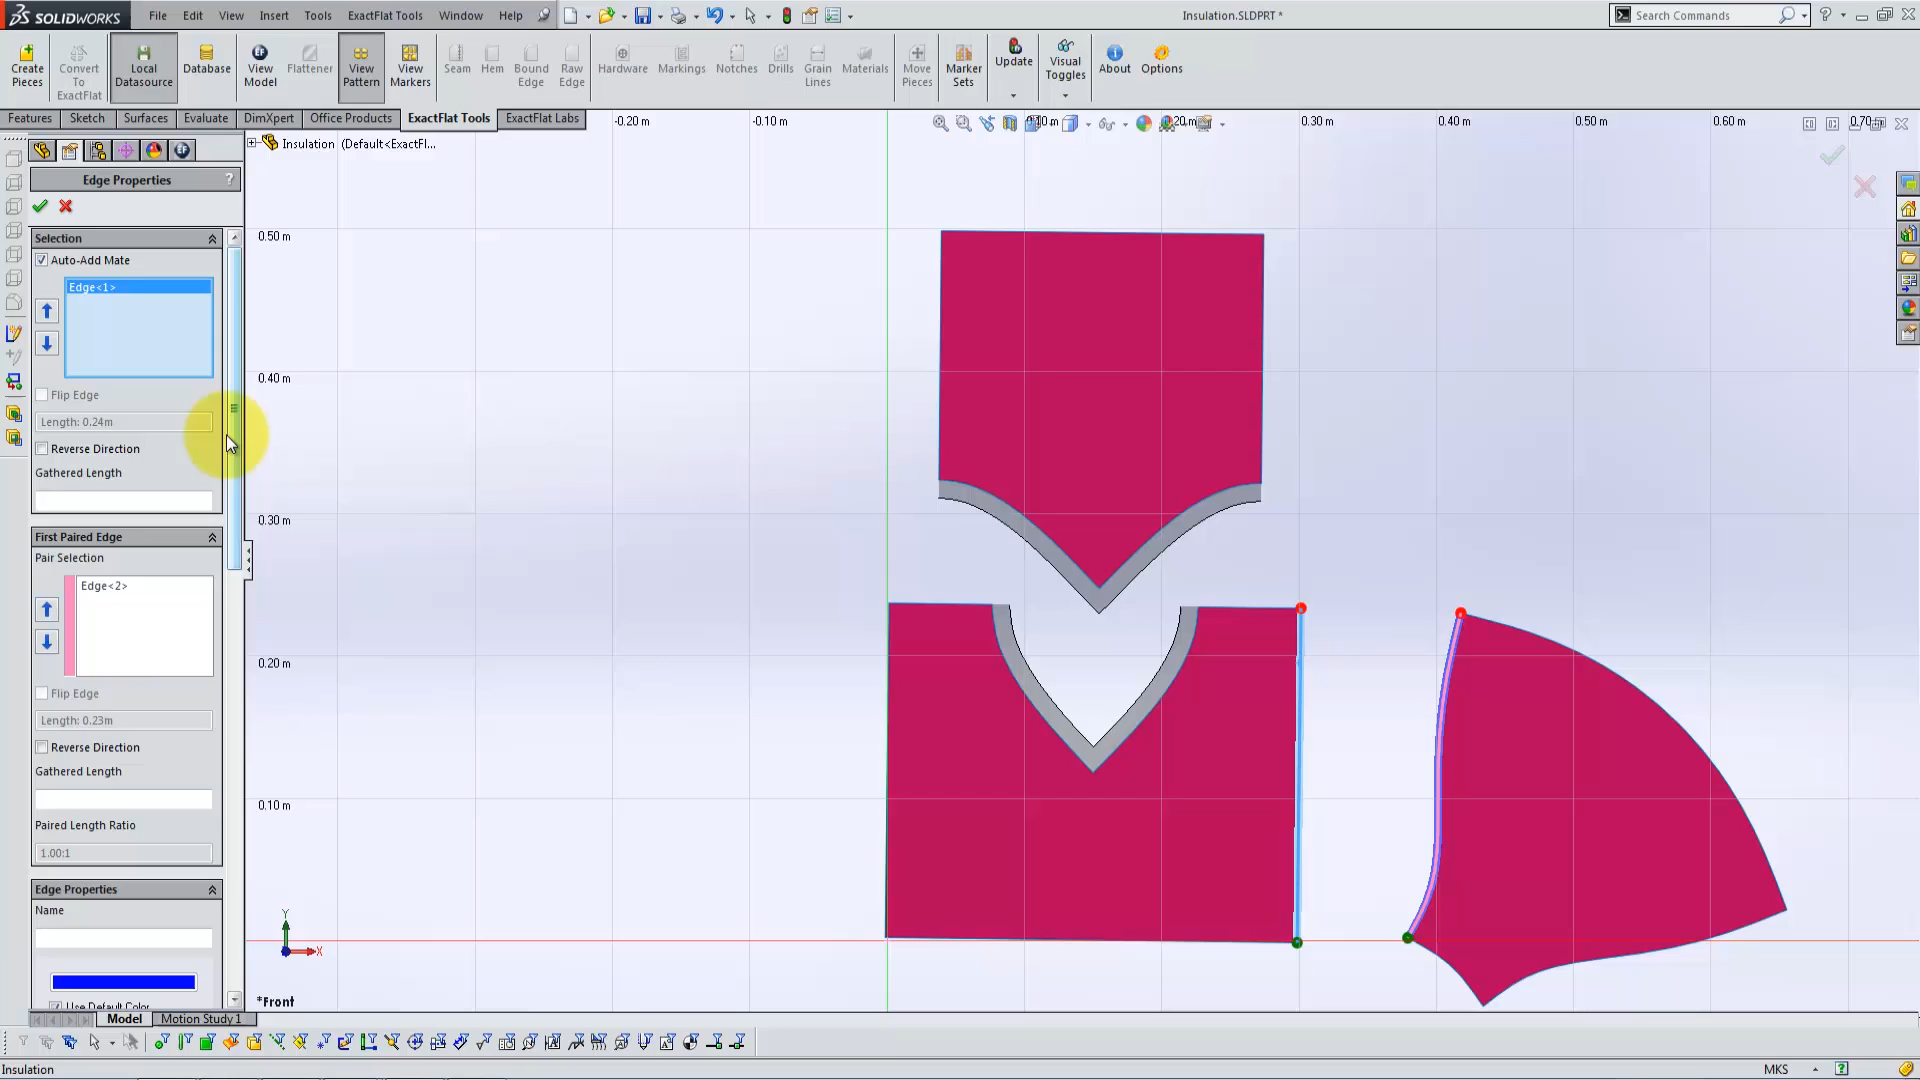 SOLIDWORKS File Edit View Insert Tools ExactFlat Tools Window Help Insulation.SLDPRT * Search Commands
Create Pieces
Convert To ExactFlat
Local Datasource
Database
View Model
Flattener
View Pattern
View Markers
Seam
Hem
Bound Edge
Raw Edge
Hardware
Markings
Notches
Drills
Grain Lines
Materials
Move Pieces
Marker Sets
Update
Visual Toggles
About
Options
Features Sketch Surfaces Evaluate DimXpert Office Products ExactFlat Tools ExactFlat Labs
-0.20 m -0.10 m 0.30 m 0.40 m 0.50 m 0.60 m
Insulation (Default<ExactFl...
Edge Properties ?
Selection
Auto-Add Mate
Edge<1>
Flip Edge
Length: 0.24m
Reverse Direction
Gathered Length
First Paired Edge
Pair Selection
Edge<2>
Flip Edge
Length: 0.23m
Reverse Direction
Gathered Length
Paired Length Ratio
1.00:1
Edge Properties
Name
Use Default Color
0.50 m
0.40 m
0.30 m
0.20 m
0.10 m
Y
X
*Front
Model Motion Study 1
Insulation MKS